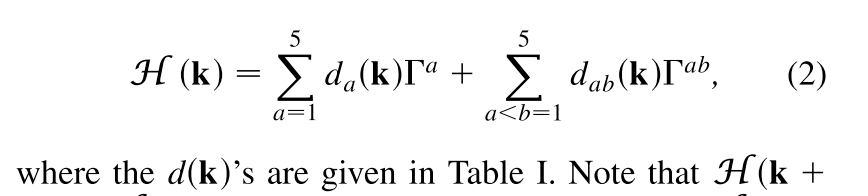 ℋ(𝐤) = ∑_{a=1}^{5} d_a(𝐤)Γ^a + ∑_{a<b=1}^{5} d_{ab}(𝐤)Γ^{ab},    (2)
where the d(𝐤)'s are given in Table I. Note that ℋ(𝐤 +